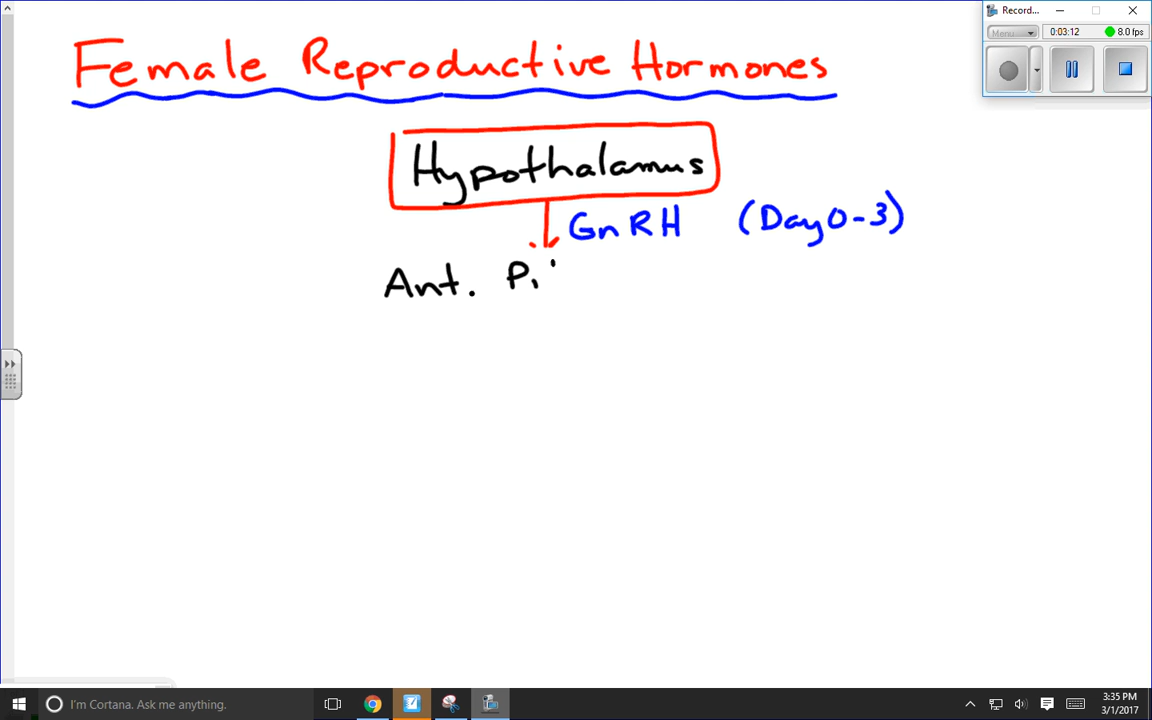 Record...
Menu
0:03:12
8.0 fps
Female Reproductive Hormones
Hypothalamus
GnRH (Day 0-3)
Ant. Pi
I'm Cortana. Ask me anything.
3:35 PM
3/1/2017